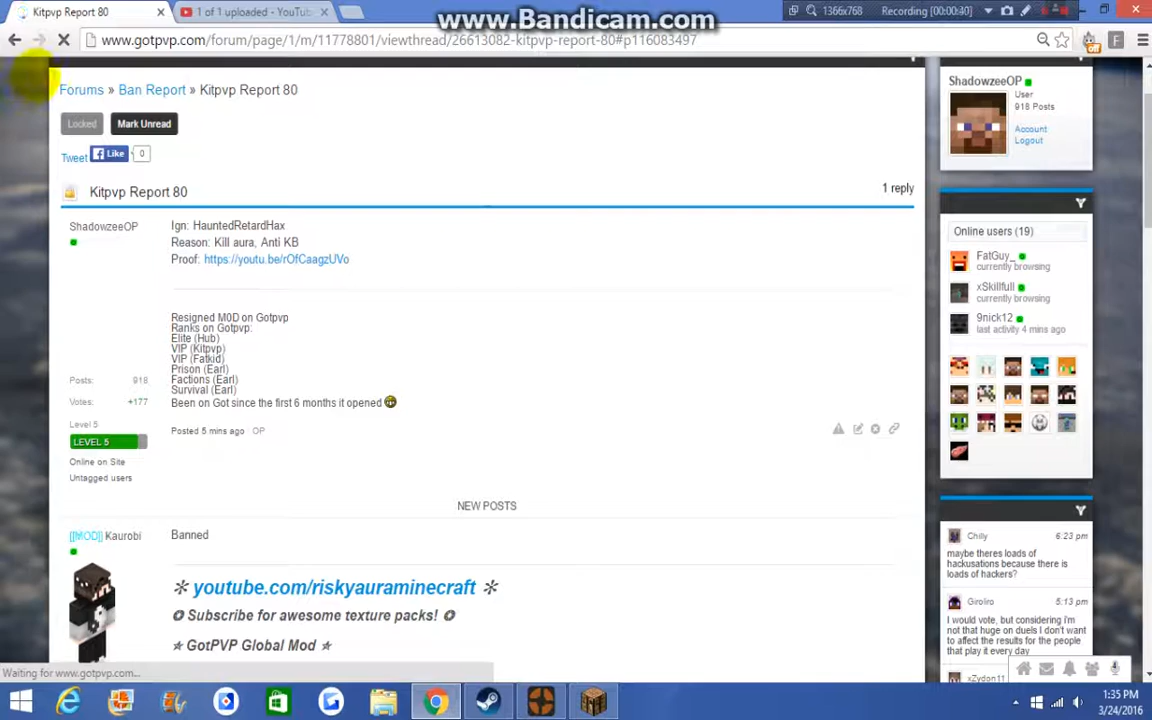 Kitpvp Report 80
1 of 1 uploaded - YouTub
www.Bandicam.com
1366x768
Recording [00:00:30]
www.gotpvp.com/forum/page/1/m/11778801/viewthread/26613082-kitpvp-report-80#p116083497
off
Forums » Ban Report » Kitpvp Report 80
Locked
Mark Unread
Tweet
Like
0
Kitpvp Report 80
1 reply
ShadowzeeOP
Ign: HauntedRetardHax
Reason: Kill aura, Anti KB
Proof: https://youtu.be/rOfCaagzUVo
Resigned M0D on Gotpvp
Ranks on Gotpvp:
Elite (Hub)
VIP (Kitpvp)
VIP (Fatkid)
Prison (Earl)
Factions (Earl)
Survival (Earl)
Been on Got since the first 6 months it opened
Posts: 918
Votes: +177
Level 5
LEVEL 5
Online on Site
Untagged users
Posted 5 mins ago OP
NEW POSTS
[[MOD]] Kaurobi
Banned
youtube.com/riskyauraminecraft
Subscribe for awesome texture packs!
GotPVP Global Mod
Waiting for www.gotpvp.com...
ShadowzeeOP
User
918 Posts
Account
Logout
Online users (19)
FatGuy_
currently browsing
xSkillfull
currently browsing
9nick12
last activity 4 mins ago
Chilly 6:23 pm
maybe theres loads of
hackusations because there is
loads of hackers?
Giroliro 5:13 pm
I would vote, but considering i'm
not that huge on duels I don't want
to affect the results for the people
that play it every day
xZydon11
1:35 PM
3/24/2016